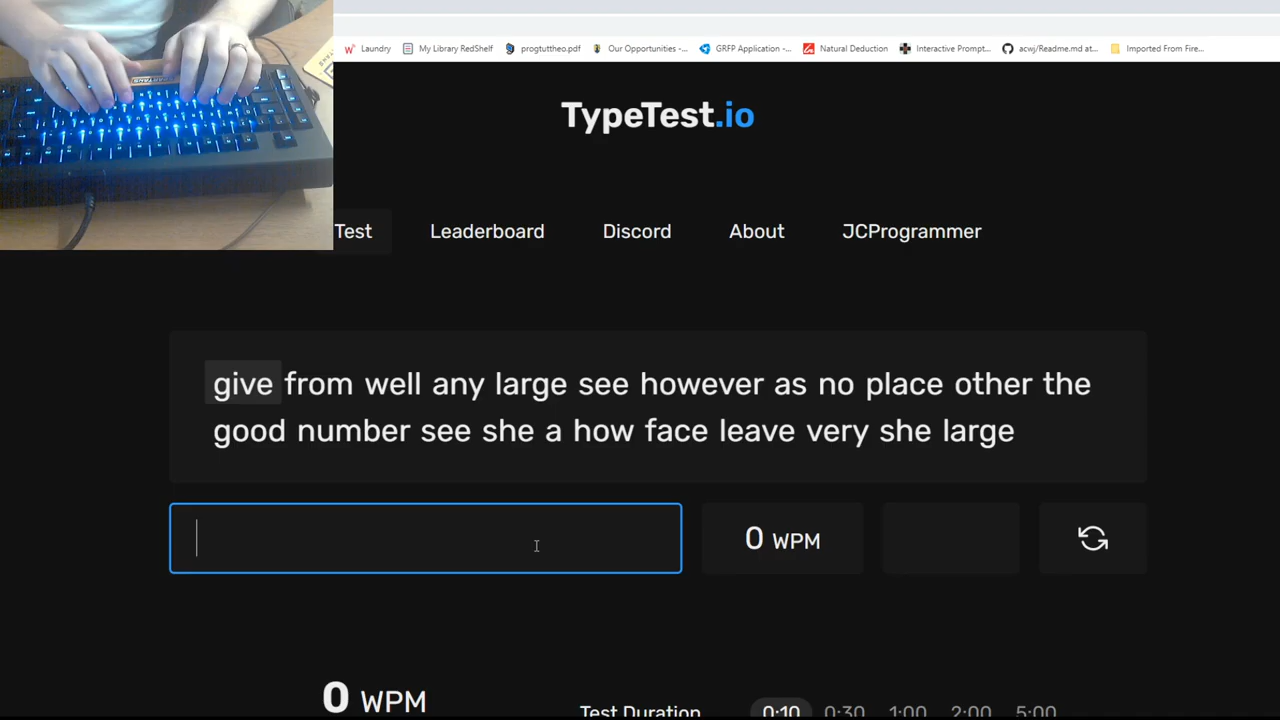 Laundry
My Library RedShelf
progtuttheo.pdf
Our Opportunities -...
GRFP Application -...
Natural Deduction
Interactive Prompt...
acwj/Readme.md at...
Imported From Fire...
TypeTest.io
Test
Leaderboard
Discord
About
JCProgrammer
give from well any large see however as no place other the
good number see she a how face leave very she large
0 WPM
0 WPM
Test Duration
0:10
0:30
1:00
2:00
5:00